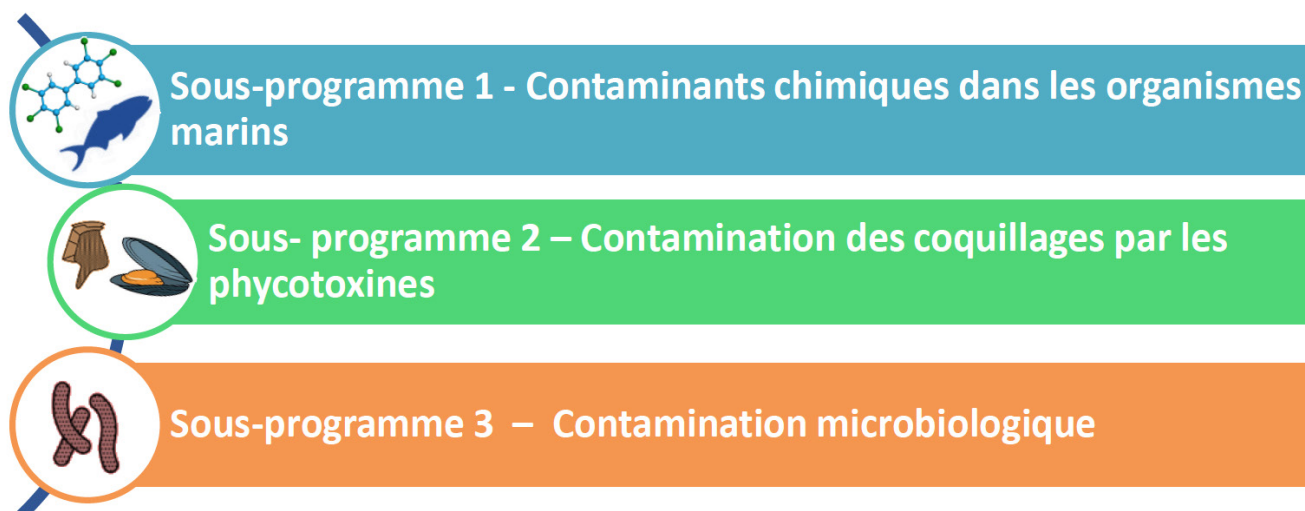 Sous-programme 1 - Contaminants chimiques dans les organismes
marins
Sous- programme 2 – Contamination des coquillages par les
phycotoxines
Sous-programme 3 – Contamination microbiologique